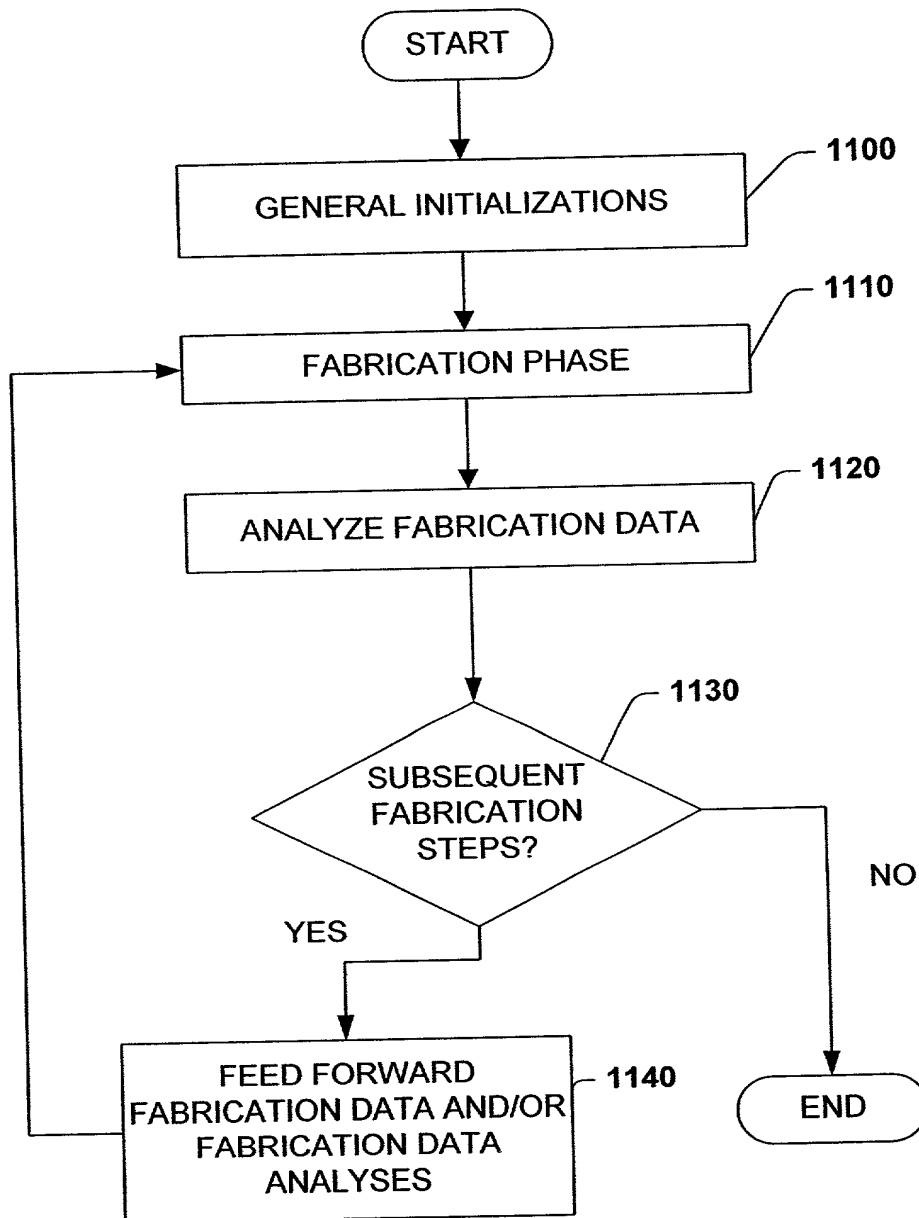 START
1100
GENERAL INITIALIZATIONS
1110
FABRICATION PHASE
1120
ANALYZE FABRICATION DATA
1130
SUBSEQUENT
FABRICATION
STEPS?
NO
YES
FEED FORWARD
FABRICATION DATA AND/OR
FABRICATION DATA
ANALYSES
1140
END